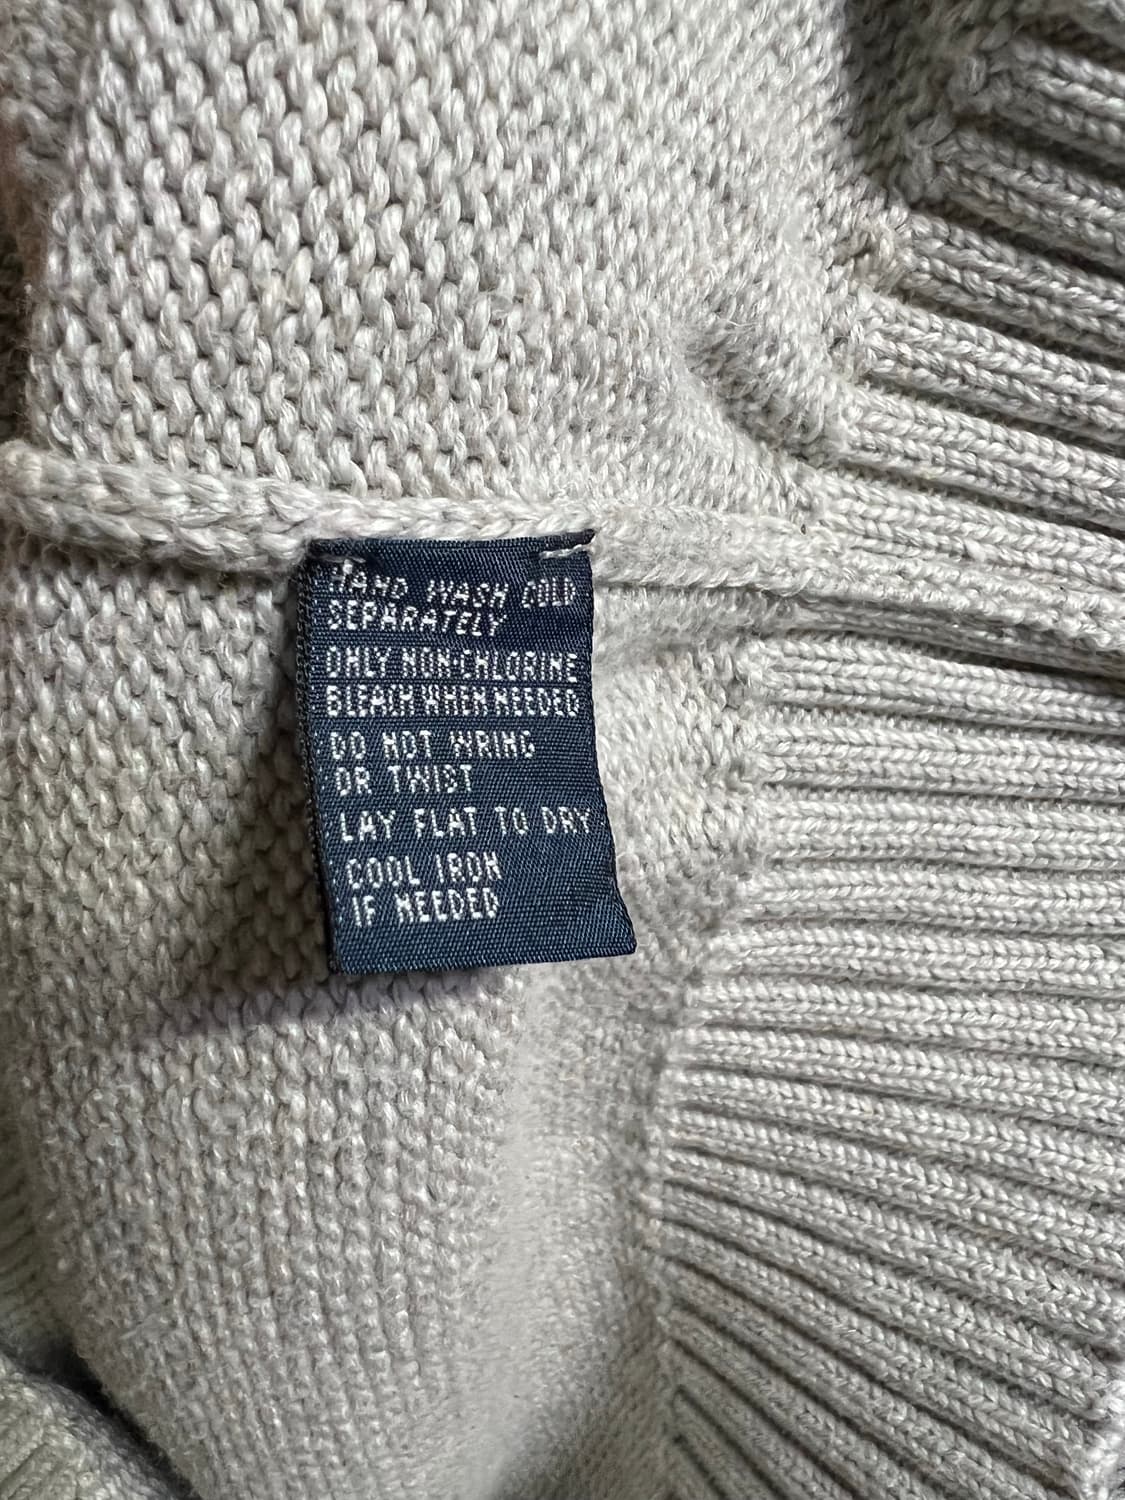 HAND WASH COLD
SEPARATELY
ONLY NON-CHLORINE
BLEACH WHEN NEEDED
DO NOT WRING
OR TWIST
LAY FLAT TO DRY
COOL IRON
IF NEEDED